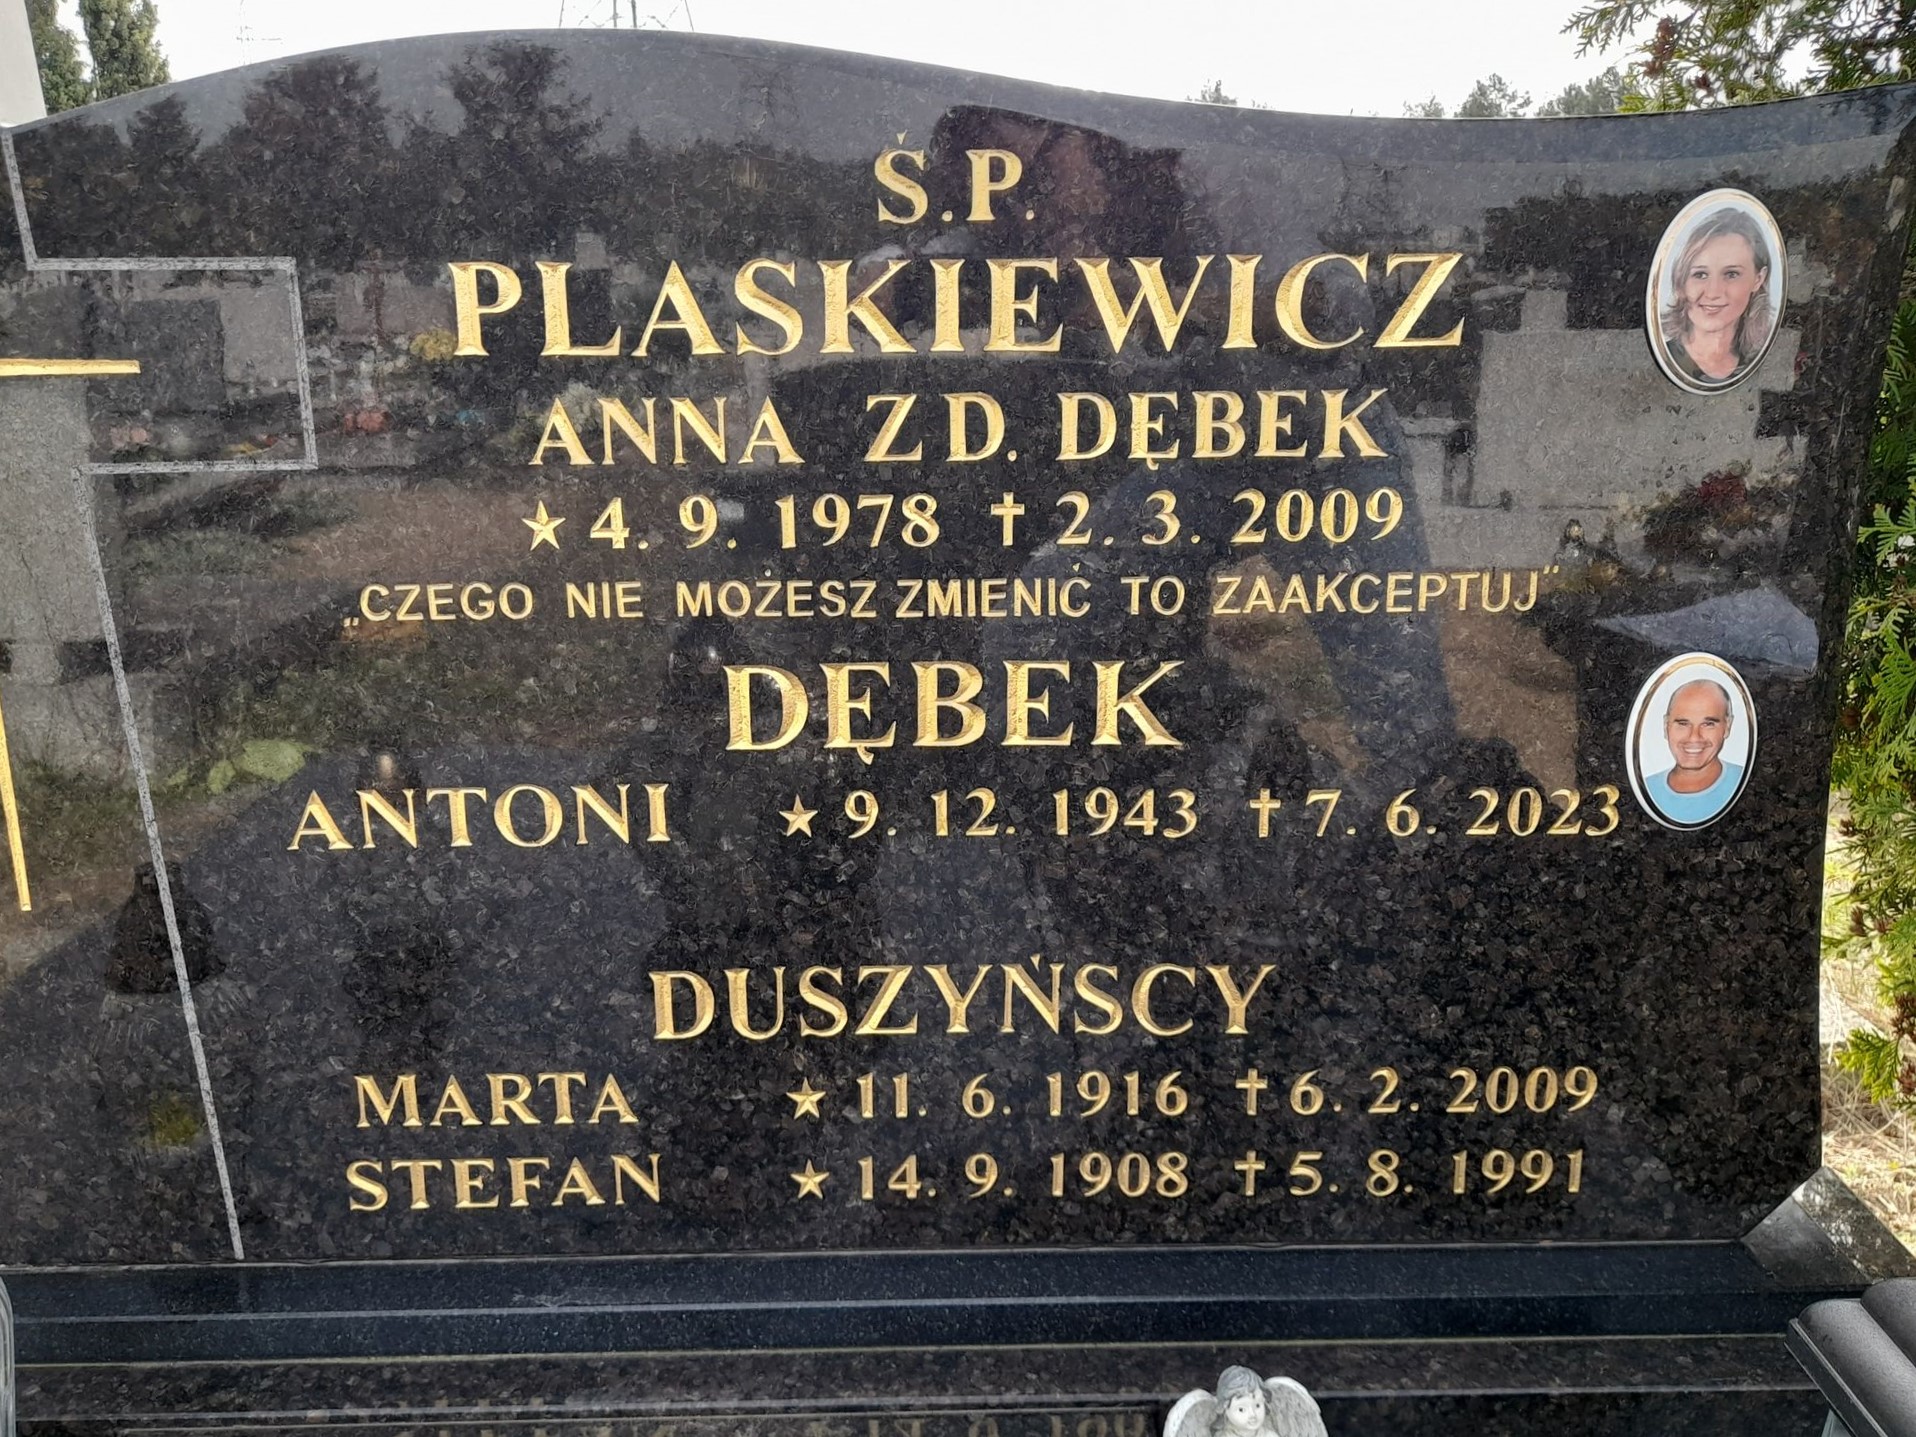 Ś.P.
PLASKIEWICZ
ANNA ZD. DĘBEK
★ 4. 9. 1978 ✝ 2. 3. 2009
„CZEGO NIE MOŻESZ ZMIENIĆ TO ZAAKCEPTUJ"
DĘBEK
ANTONI ★ 9. 12. 1943 ✝ 7. 6. 2023
DUSZYŃSCY
MARTA ★ 11. 6. 1916 ✝ 6. 2. 2009
STEFAN ★ 14. 9. 1908 ✝ 5. 8. 1991